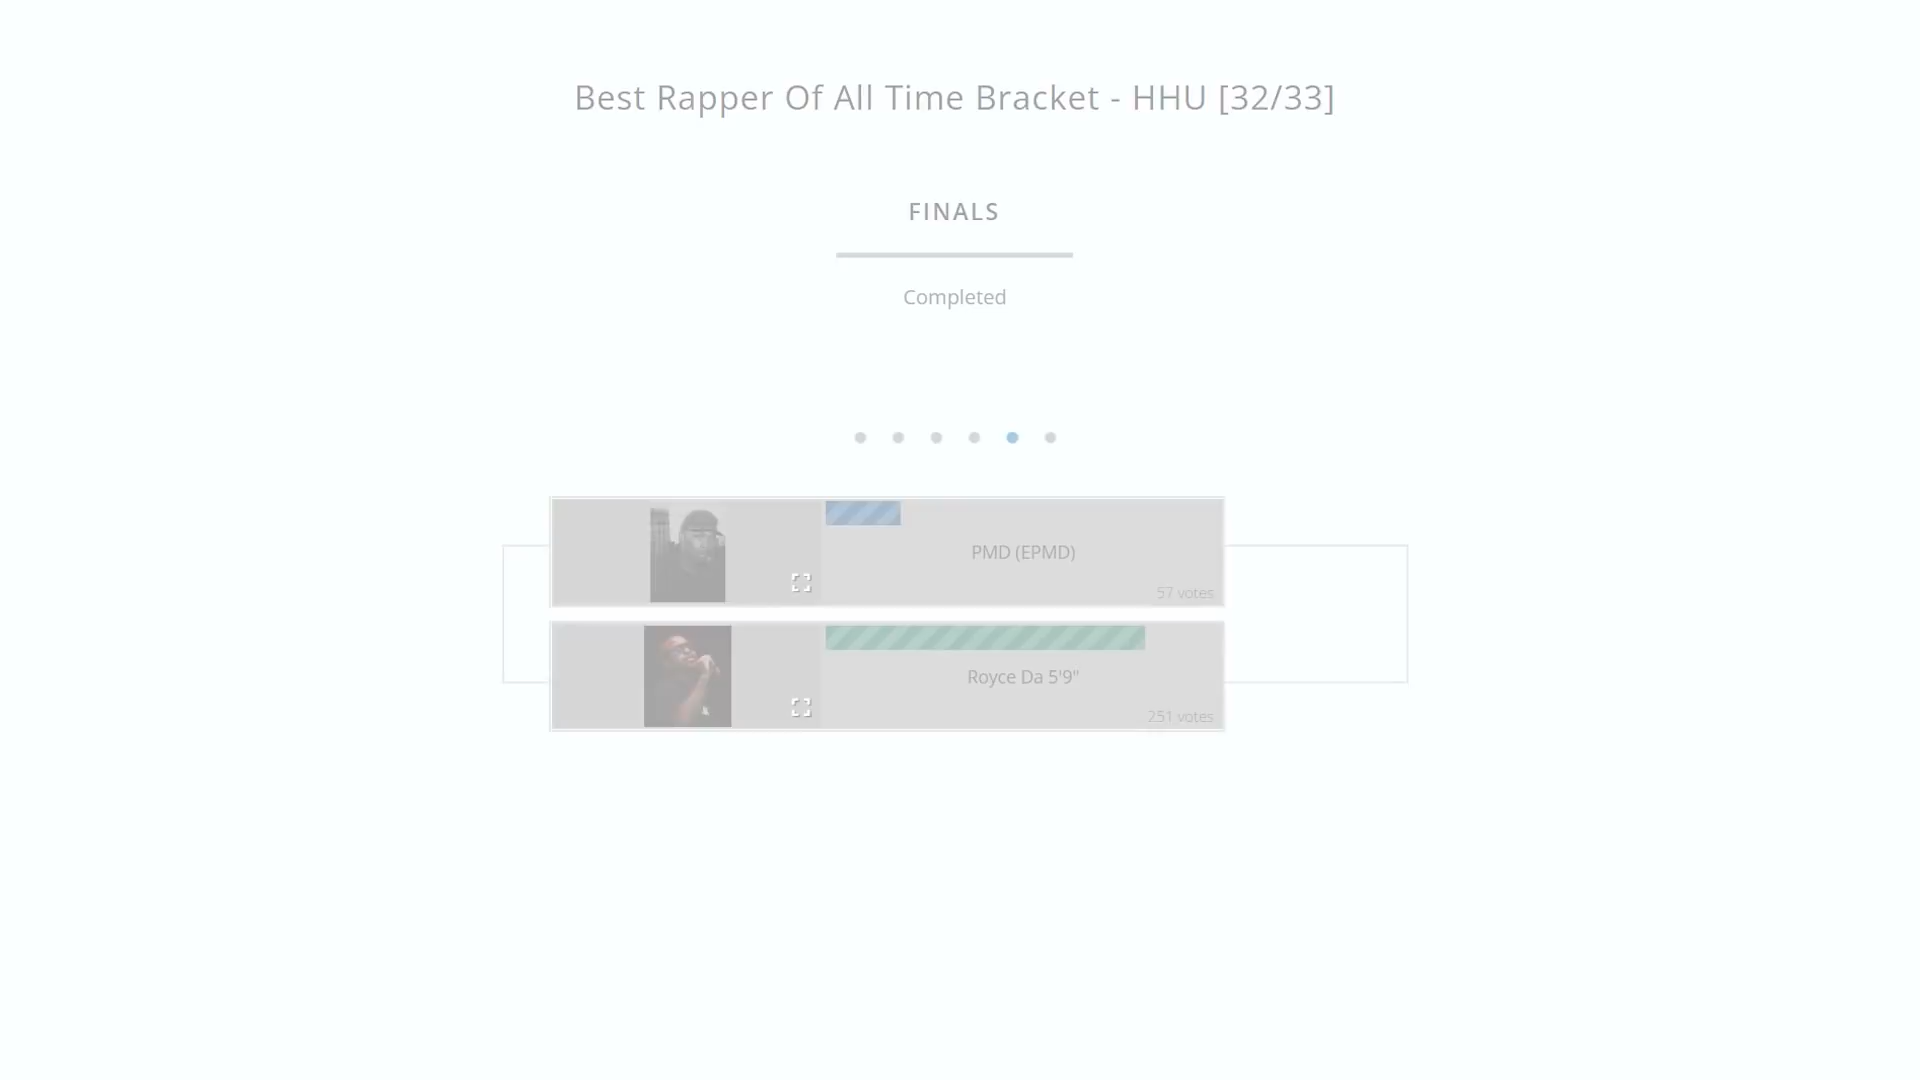 Best Rapper Of All Time Bracket - HHU [32/33]
FINALS
Completed
PMD (EPMD)
57 votes
Royce Da 5'9"
251 votes